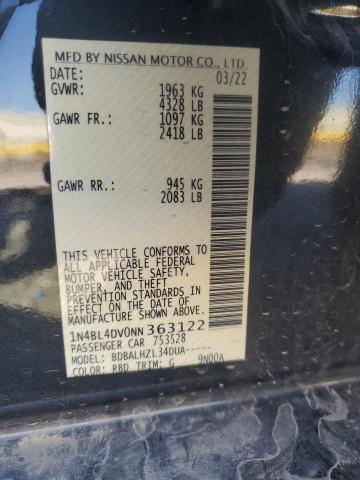 MFD BY NISSAN MOTOR CO., LTD.
DATE: 03/22
GVWR: 1963 KG
4328 LB
GAWR FR.: 1097 KG
2418 LB
GAWR RR.: 945 KG
2083 LB
THIS VEHICLE CONFORMS TO
ALL APPLICABLE FEDERAL
MOTOR VEHICLE SAFETY,
BUMPER, AND THEFT
PREVENTION STANDARDS
IN EFFECT ON THE DATE OF
MANUFACTURE SHOWN ABOVE.
1N4BL4DV0NN363122
PASSENGER CAR 753528
MODEL: BDBALHZL34DUA-----
COLOR: RBD TRIM: G 9N00A